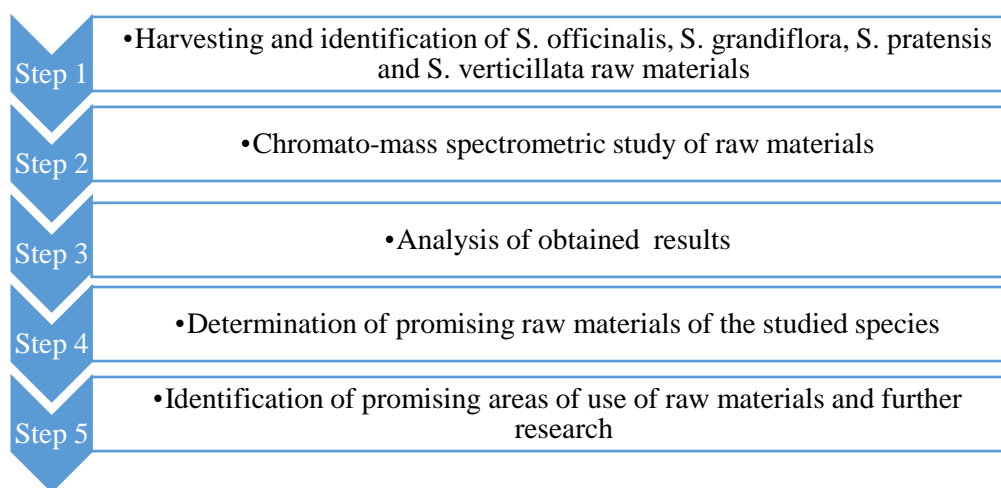 Step 1
•Harvesting and identification of S. officinalis, S. grandiflora, S. pratensis
and S. verticillata raw materials
Step 2
•Chromato-mass spectrometric study of raw materials
Step 3
•Analysis of obtained results
Step 4
•Determination of promising raw materials of the studied species
Step 5
•Identification of promising areas of use of raw materials and further
research